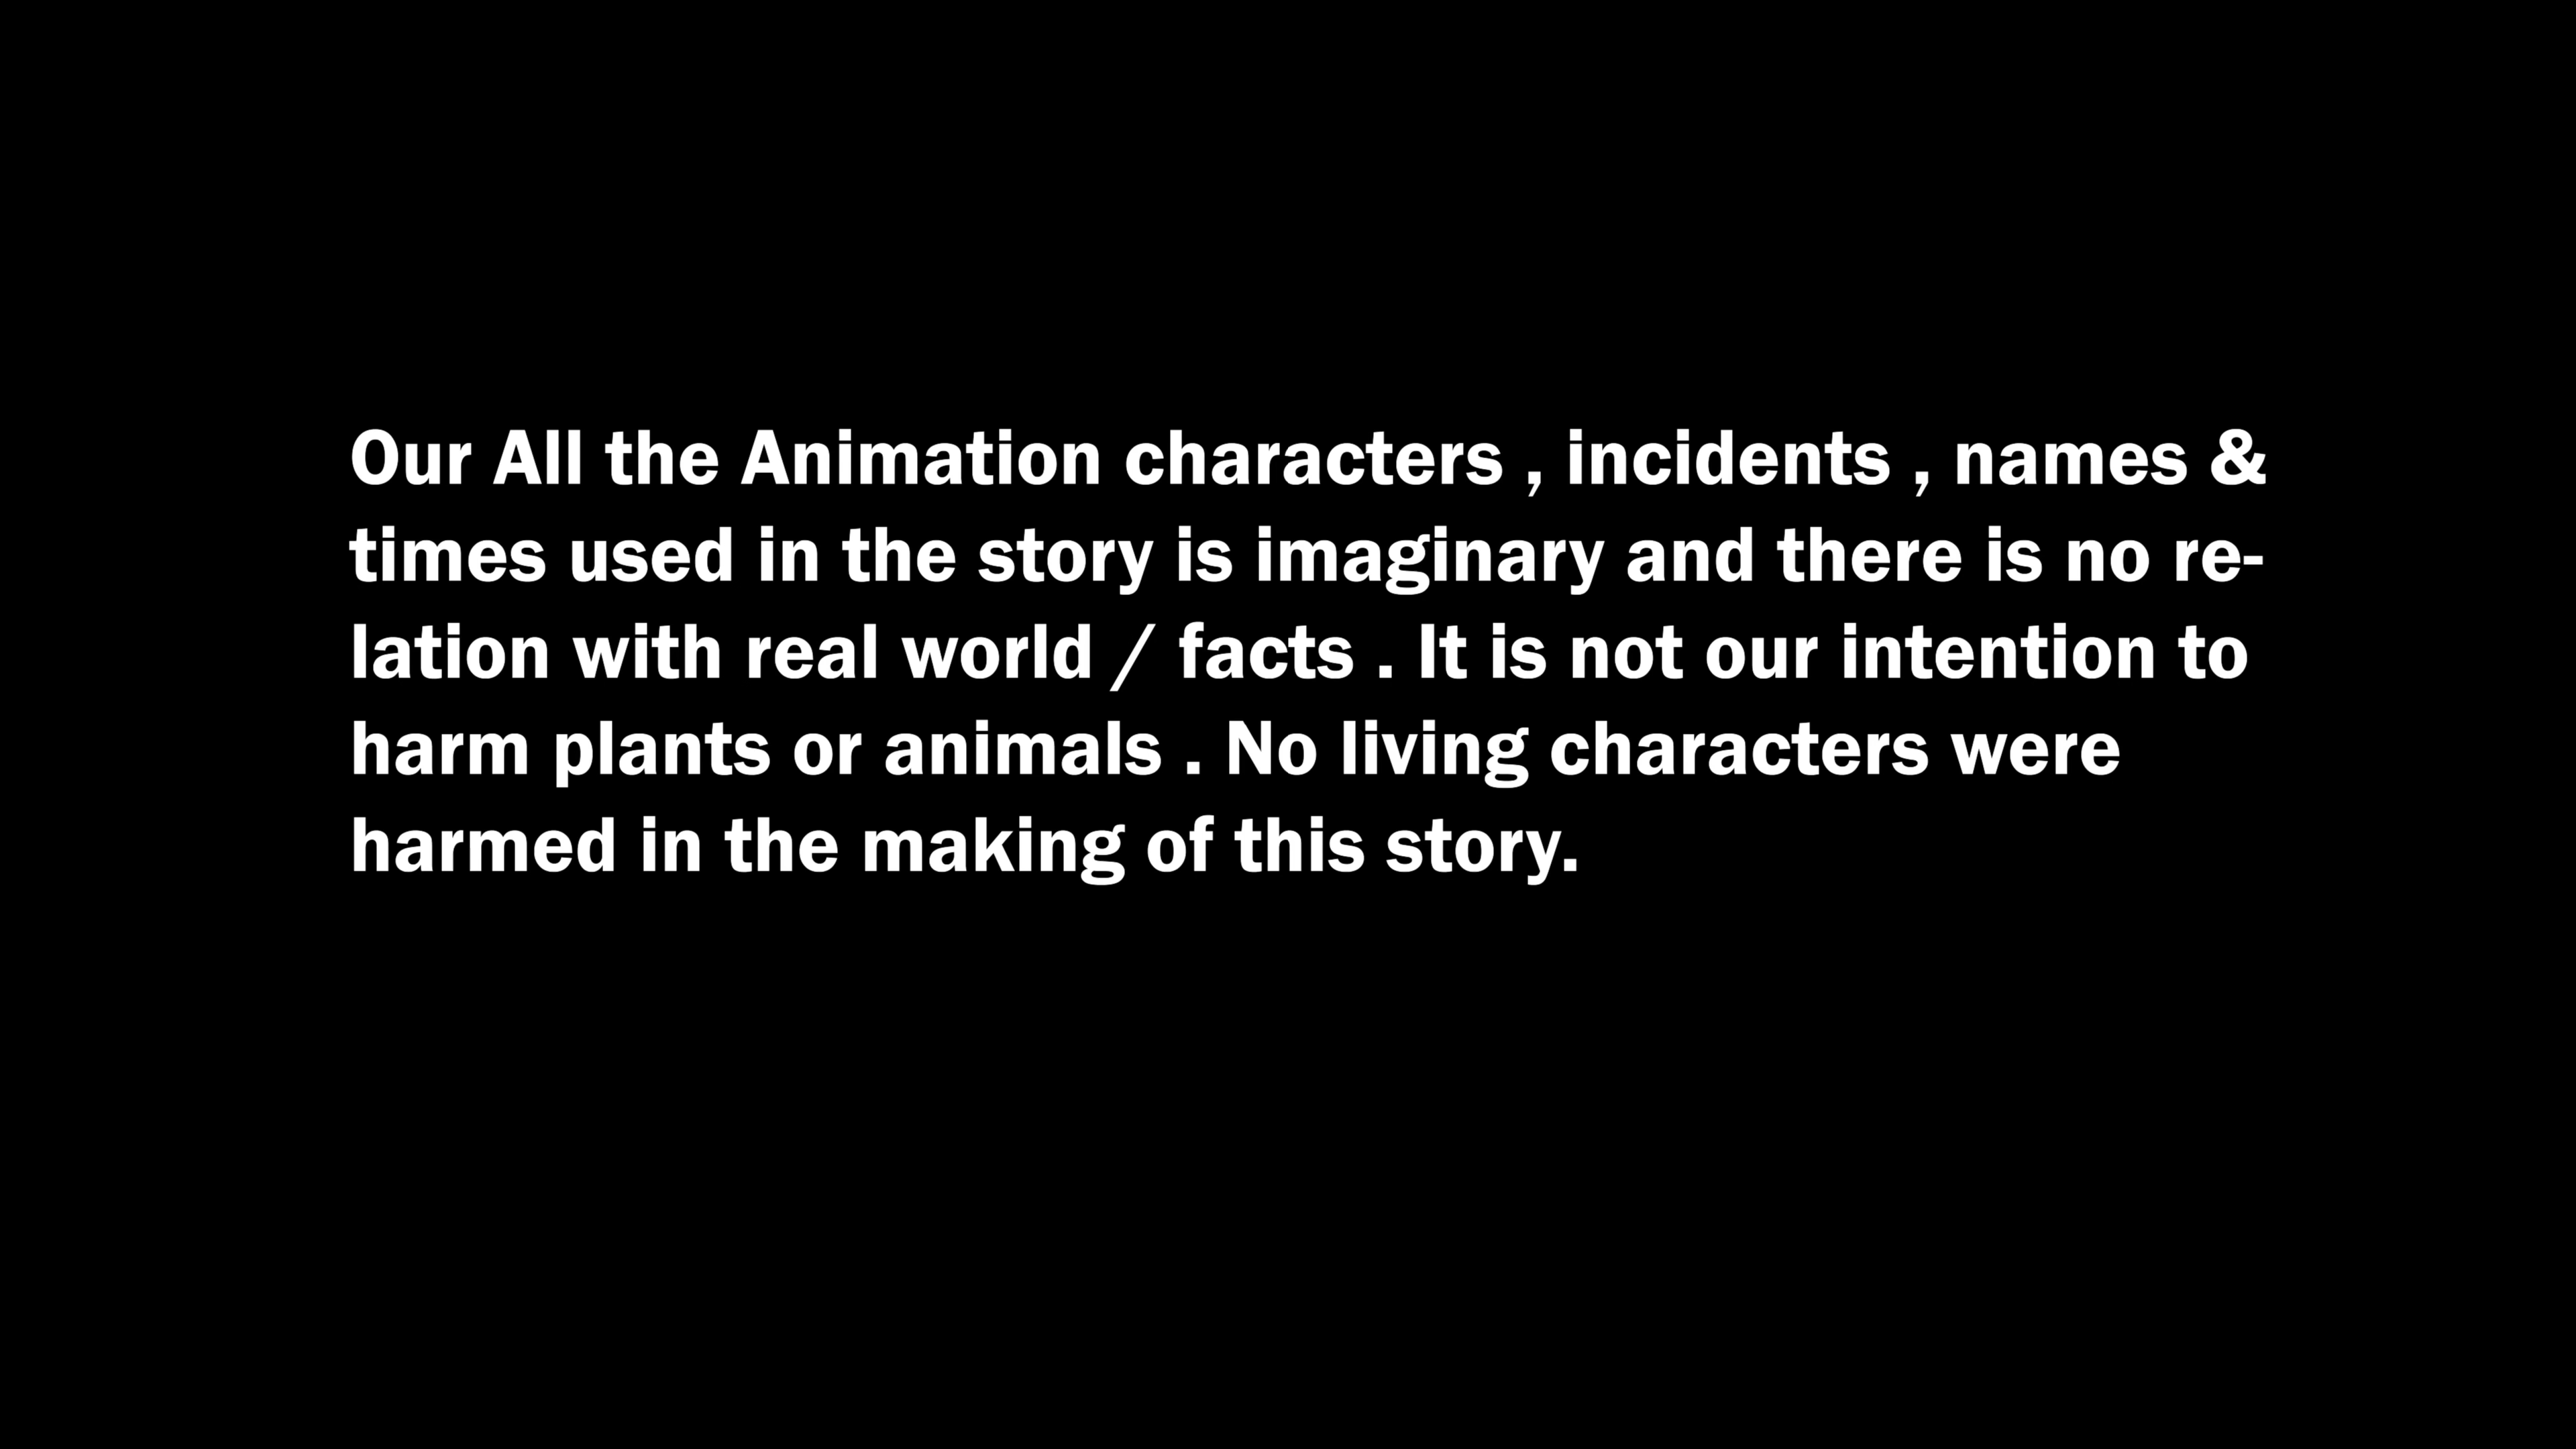 Our All the Animation characters , incidents , names &
times used in the story is imaginary and there is no re-
lation with real world / facts . It is not our intention to
harm plants or animals . No living characters were
harmed in the making of this story.